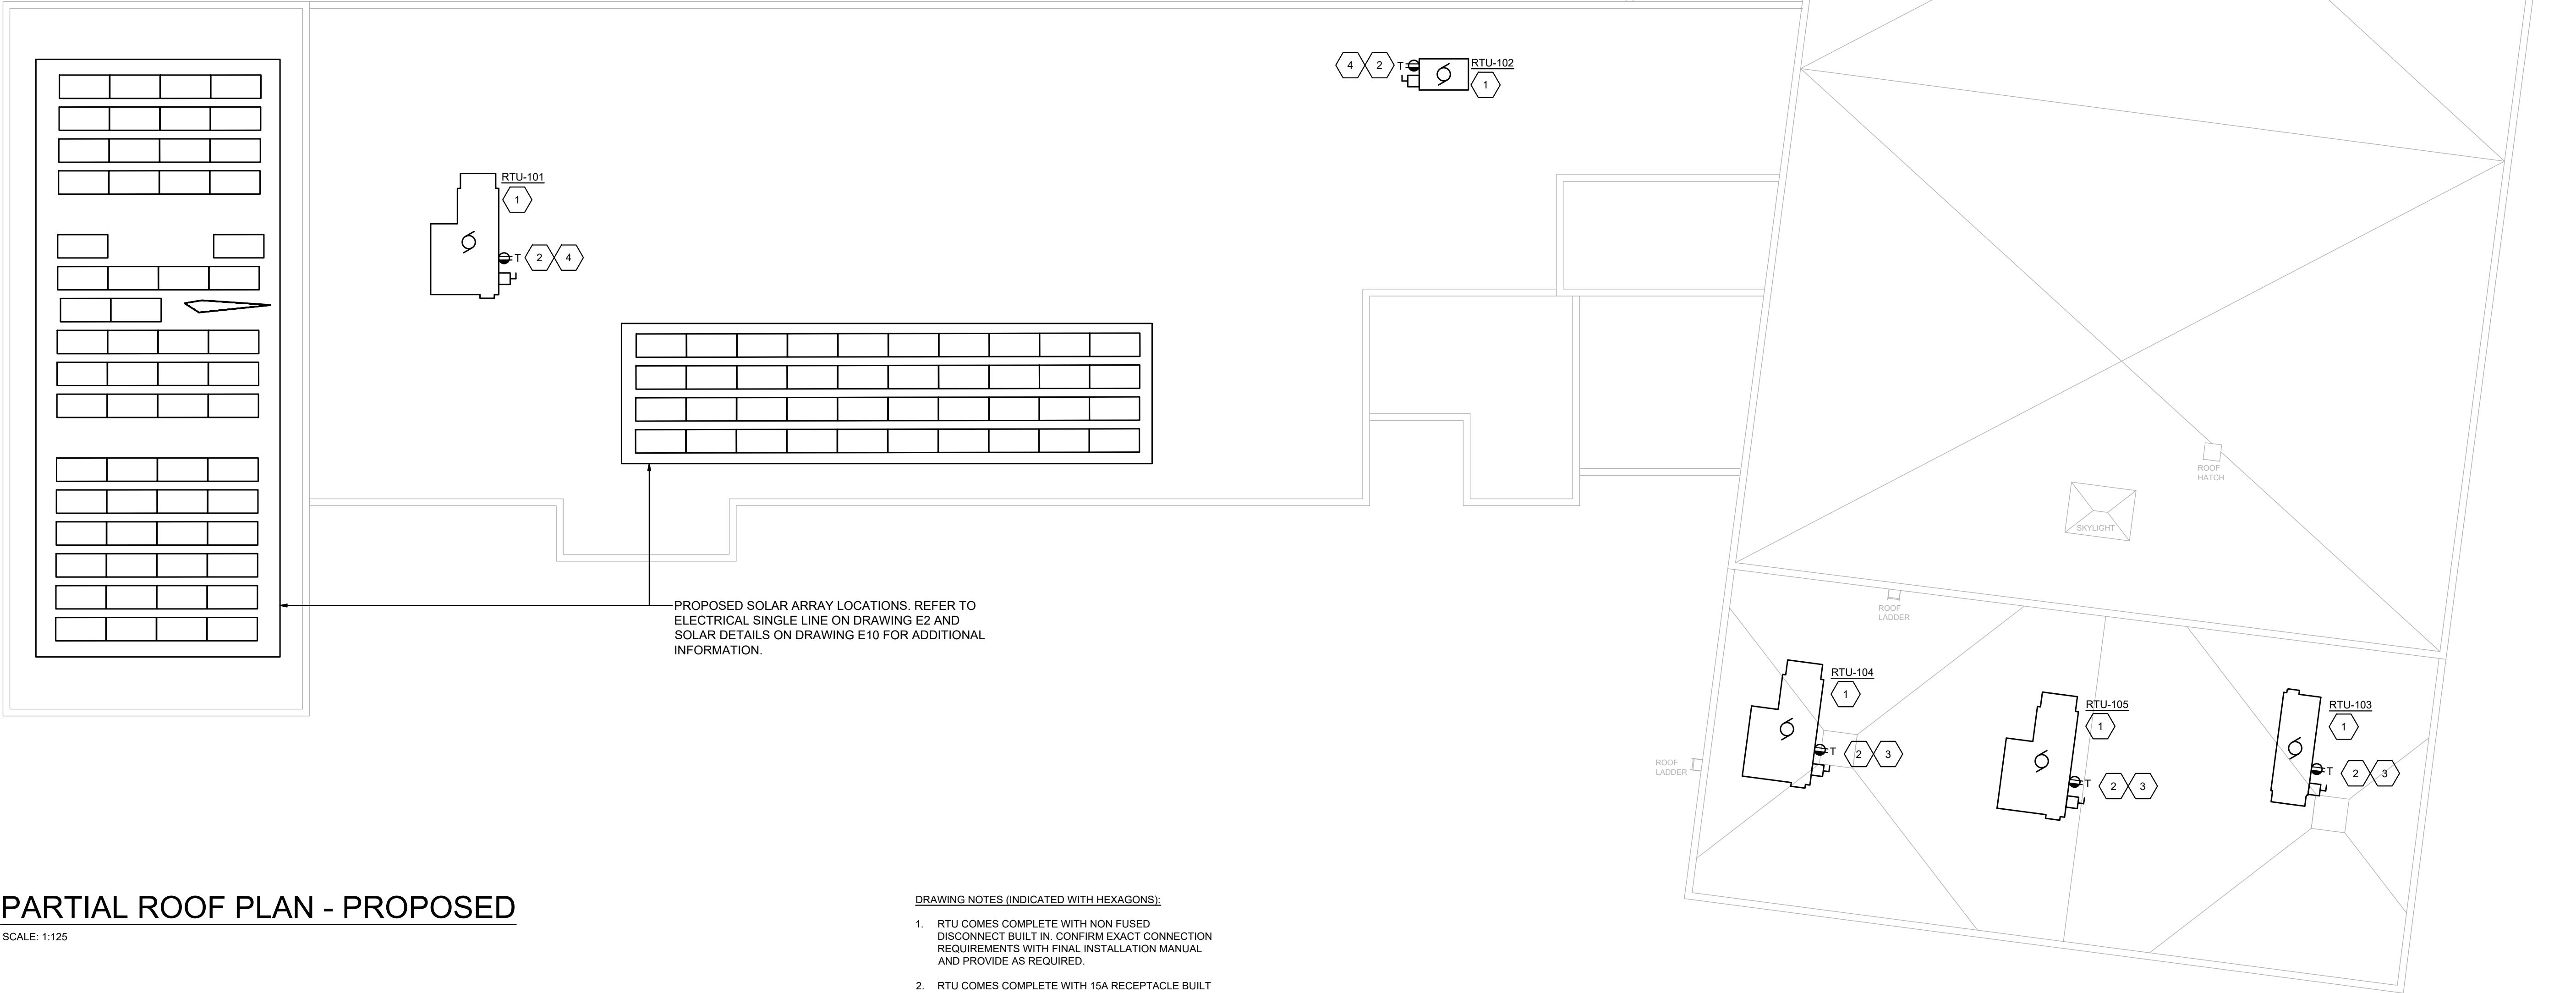 4 2 T RTU-102
1
RTU-101
1
T 2 4
ROOF
HATCH
SKYLIGHT
PROPOSED SOLAR ARRAY LOCATIONS. REFER TO
ELECTRICAL SINGLE LINE ON DRAWING E2 AND
SOLAR DETAILS ON DRAWING E10 FOR ADDITIONAL
INFORMATION.
ROOF
LADDER
RTU-104
1
T 2 3
ROOF
LADDER
RTU-105
1
T 2 3
RTU-103
1
T 2 3
PARTIAL ROOF PLAN - PROPOSED
SCALE: 1:125
DRAWING NOTES (INDICATED WITH HEXAGONS):
1. RTU COMES COMPLETE WITH NON FUSED
DISCONNECT BUILT IN. CONFIRM EXACT CONNECTION
REQUIREMENTS WITH FINAL INSTALLATION MANUAL
AND PROVIDE AS REQUIRED.
2. RTU COMES COMPLETE WITH 15A RECEPTACLE BUILT